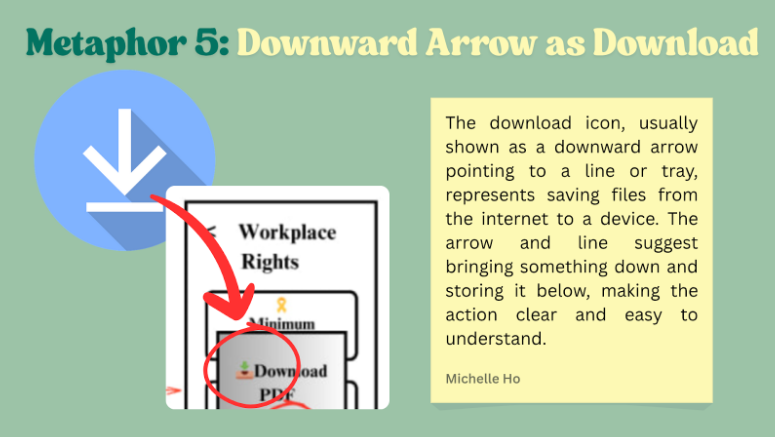 Metaphor 5: Downward Arrow as Download
The download icon, usually
shown as a downward arrow
pointing to a line or tray,
represents saving files from
the internet to a device. The
arrow and line suggest
bringing something down and
storing it below, making the
action clear and easy to
understand.
Michelle Ho
< Workplace
Rights
Minimum
Download
PDF